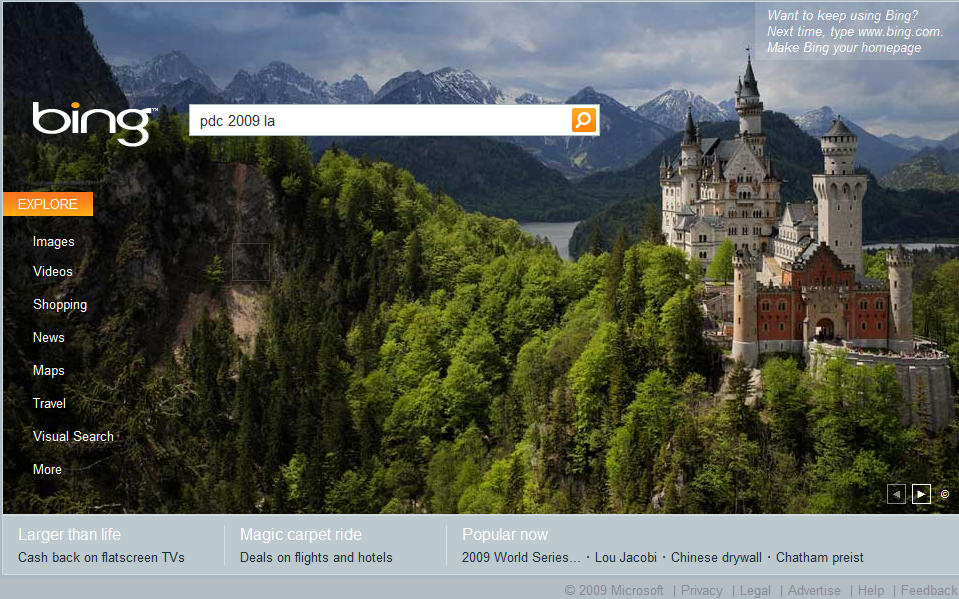 Want to keep using Bing?
Next time, type www.bing.com.
Make Bing your homepage
bing™
pdc 2009 la
EXPLORE
Images
Videos
Shopping
News
Maps
Travel
Visual Search
More
©
Larger than life
Magic carpet ride
Popular now
Cash back on flatscreen TVs
Deals on flights and hotels
2009 World Series... · Lou Jacobi · Chinese drywall · Chatham preist
© 2009 Microsoft | Privacy | Legal | Advertise | Help | Feedback